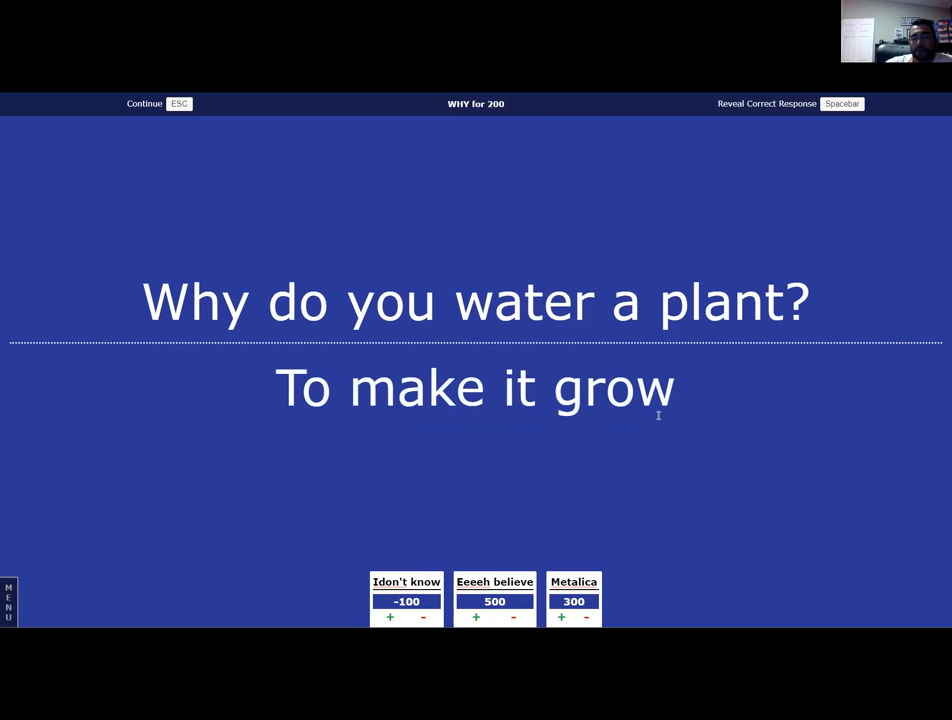 Continue ESC
WHY for 200
Reveal Correct Response Spacebar
Why do you water a plant?
To make it grow
MENU
Idon't know
-100
+ -
Eeeeh believe
500
+ -
Metalica
300
+ -